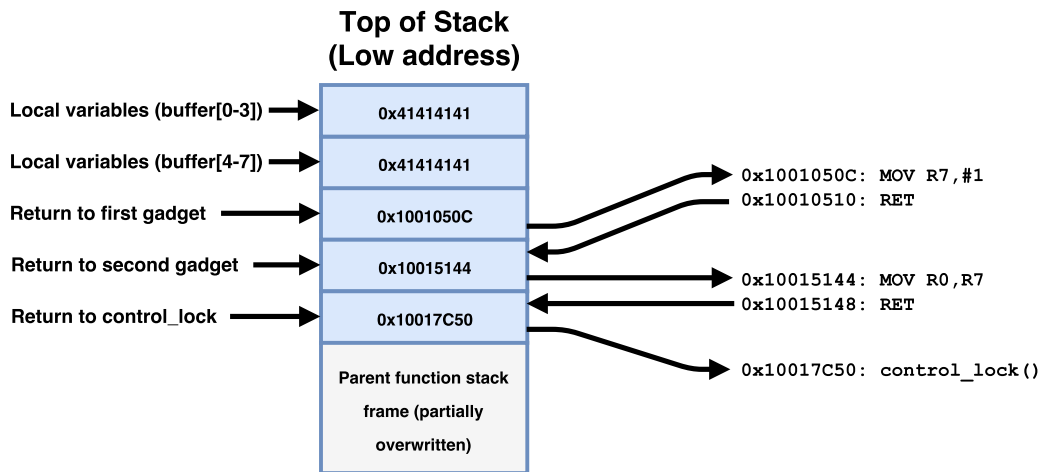 Top of Stack
(Low address)
Local variables (buffer[0-3])
0x41414141
Local variables (buffer[4-7])
0x41414141
Return to first gadget
0x1001050C
0x1001050C: MOV R7,#1
0x10010510: RET
Return to second gadget
0x10015144
0x10015144: MOV R0,R7
0x10015148: RET
Return to control_lock
0x10017C50
0x10017C50: control_lock()
Parent function stack
frame (partially
overwritten)